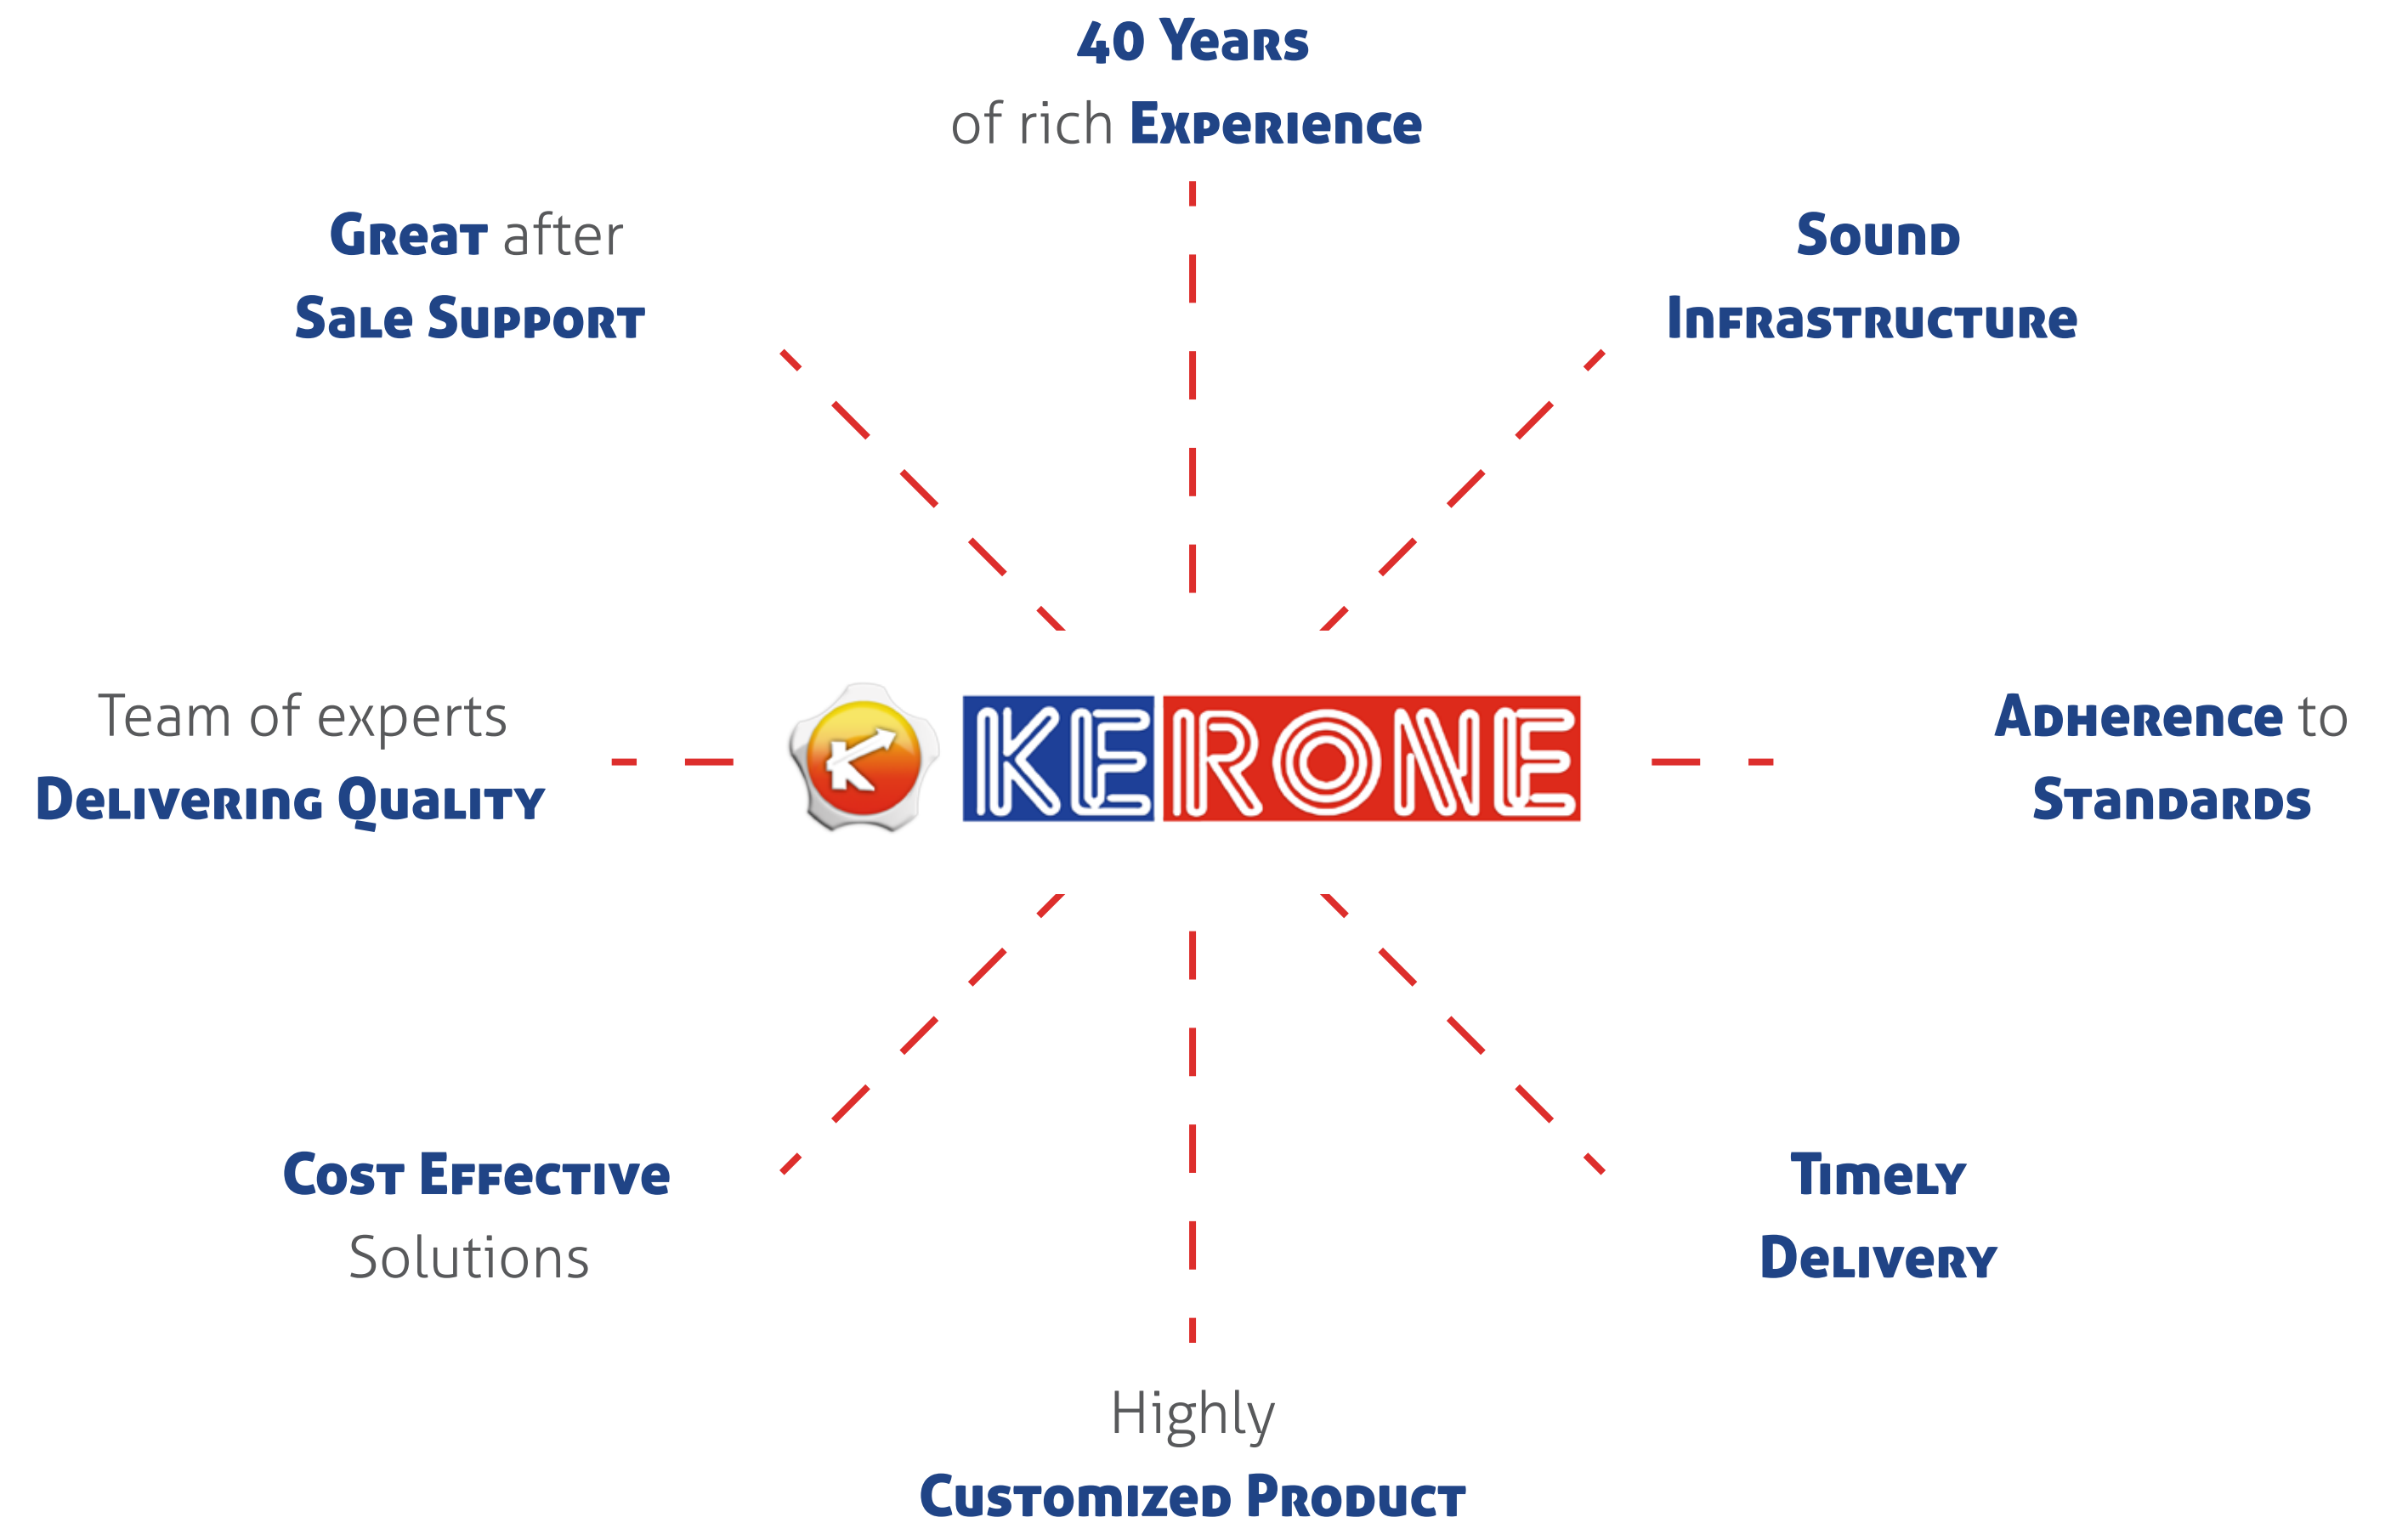 40 Years
of rich Experience
Great after
Sale Support
Sound
Infrastructure
Team of experts
Delivering Quality
K KERONE
Adherence to
Standards
Cost Effective
Solutions
Timely
Delivery
Highly
Customized Product